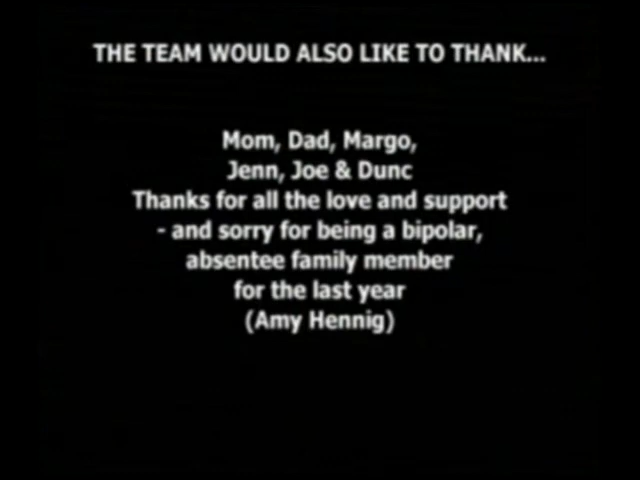 THE TEAM WOULD ALSO LIKE TO THANK...
Mom, Dad, Margo,
Jenn, Joe & Dunc
Thanks for all the love and support
- and sorry for being a bipolar,
absentee family member
for the last year
(Amy Hennig)